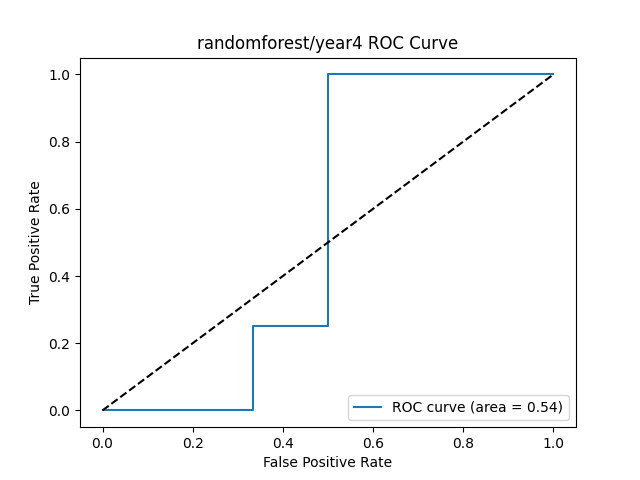 randomforest/year4 ROC Curve
1.0
0.8
0.6
0.4
0.2
0.0
True Positive Rate
ROC curve (area = 0.54)
0.0 0.2 0.4 0.6 0.8 1.0
False Positive Rate